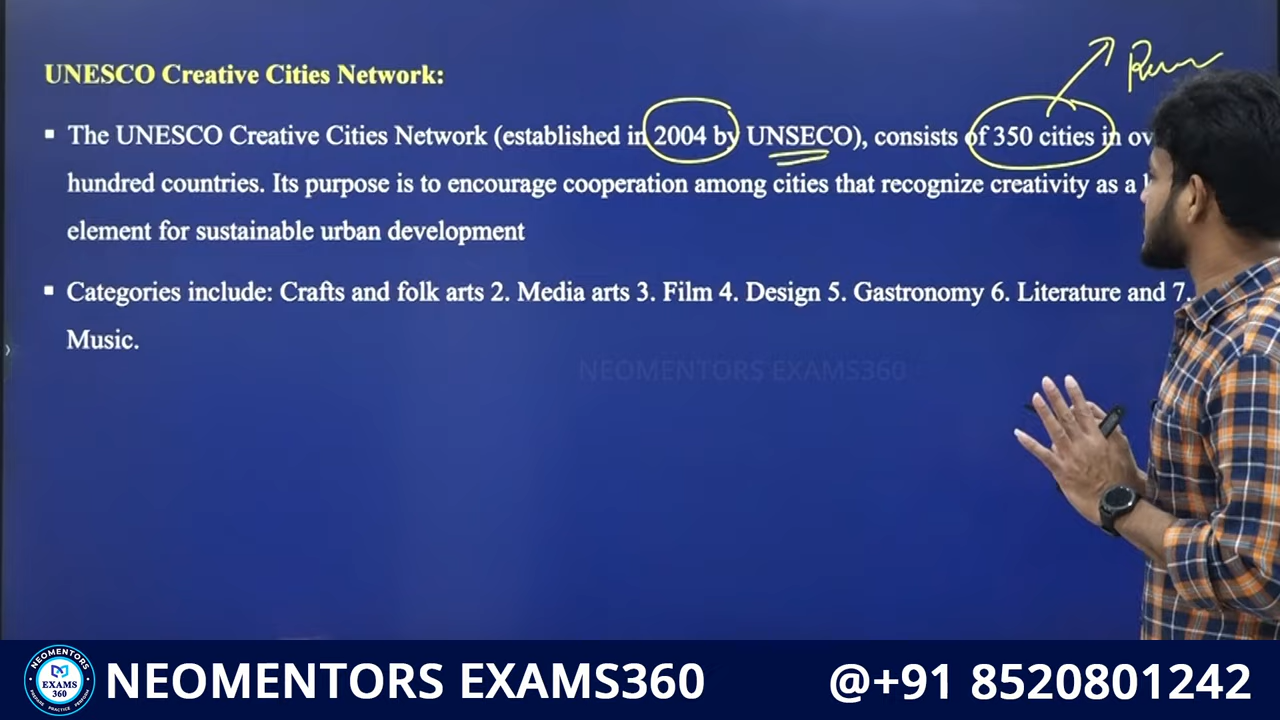 UNESCO Creative Cities Network:
▪ The UNESCO Creative Cities Network (established in 2004 by UNSECO), consists of 350 cities in
hundred countries. Its purpose is to encourage cooperation among cities that recognize creativity as a
element for sustainable urban development
▪ Categories include: Crafts and folk arts 2. Media arts 3. Film 4. Design 5. Gastronomy 6. Literature and 7.
Music.
NEOMENTORS EXAMS360
NEOMENTORS
EXAMS
360
NEOMENTORS EXAMS360
@+91 8520801242